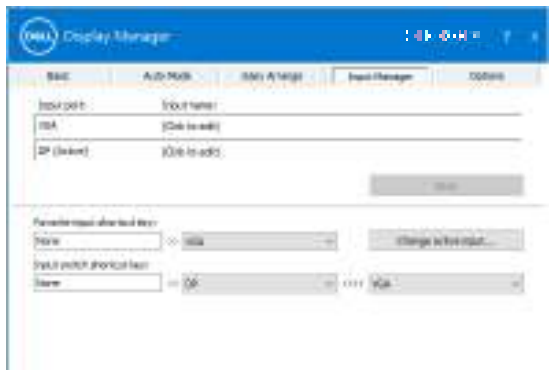 DELL Display Manager
Basic Auto Mode Easy Arrange Input Manager Options
Input port: Input name:
VGA (Click to edit)
DP (Active) (Click to edit)
Favorite input shortcut key:
None >> VGA Change active input...
Input switch shortcut key:
None >> DP <<>> VGA